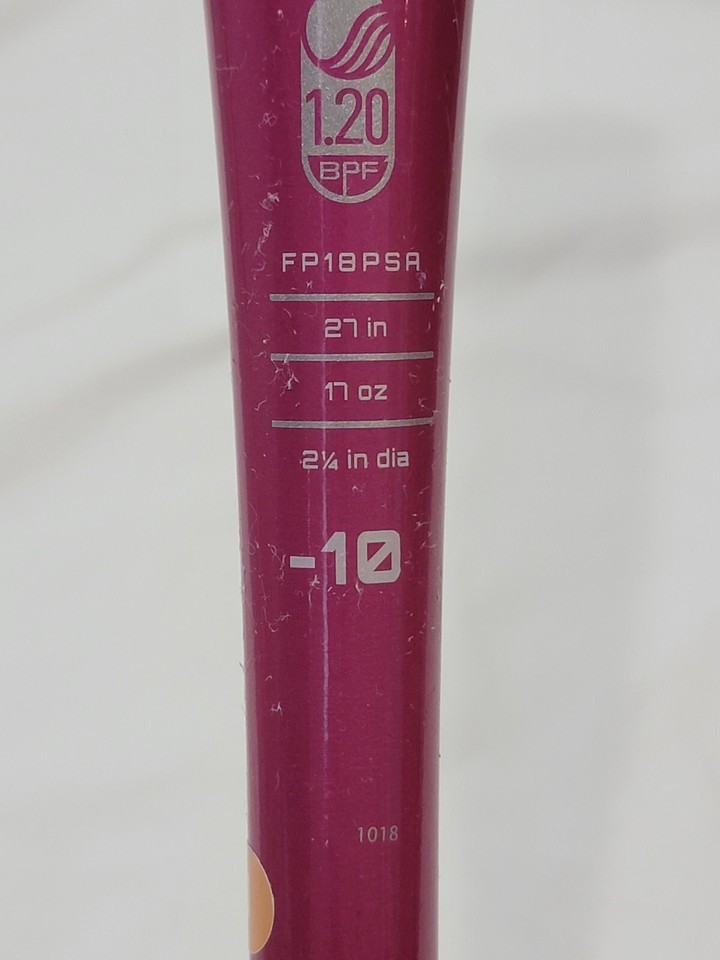 1.20
BPF
FP18PSA
27 in
17 oz
2¼ in dia
-10
1018